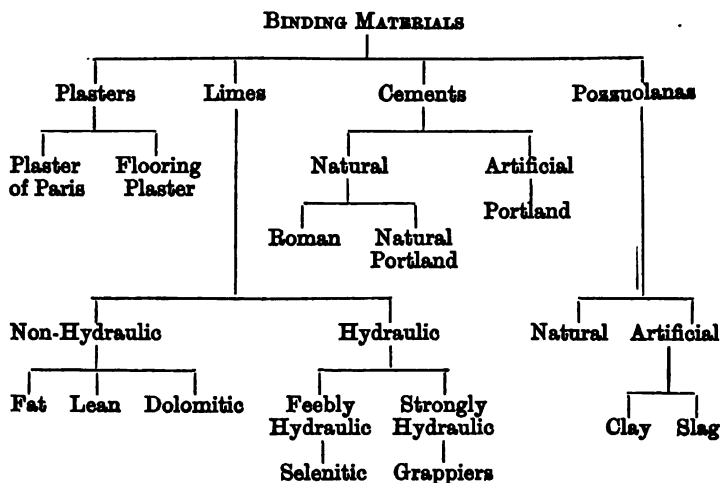 BINDING MATERIALS
Plasters Limes Cements Pozzuolanas
Plaster of Paris
Flooring Plaster
Natural Artificial
Portland
Roman
Natural Portland
Non-Hydraulic Hydraulic Natural Artificial
Fat Lean Dolomitic
Feebly Hydraulic
Strongly Hydraulic
Clay Slag
Selenitic Grappiers